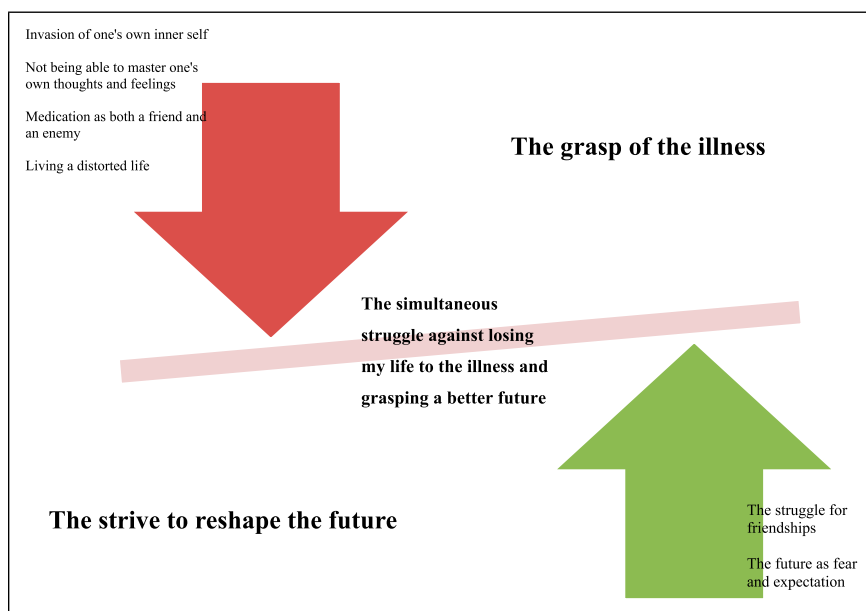 Invasion of one's own inner self
Not being able to master one's
own thoughts and feelings
Medication as both a friend and
an enemy
Living a distorted life
The grasp of the illness
The simultaneous
struggle against losing
my life to the illness and
grasping a better future
The strive to reshape the future
The struggle for
friendships
The future as fear
and expectation